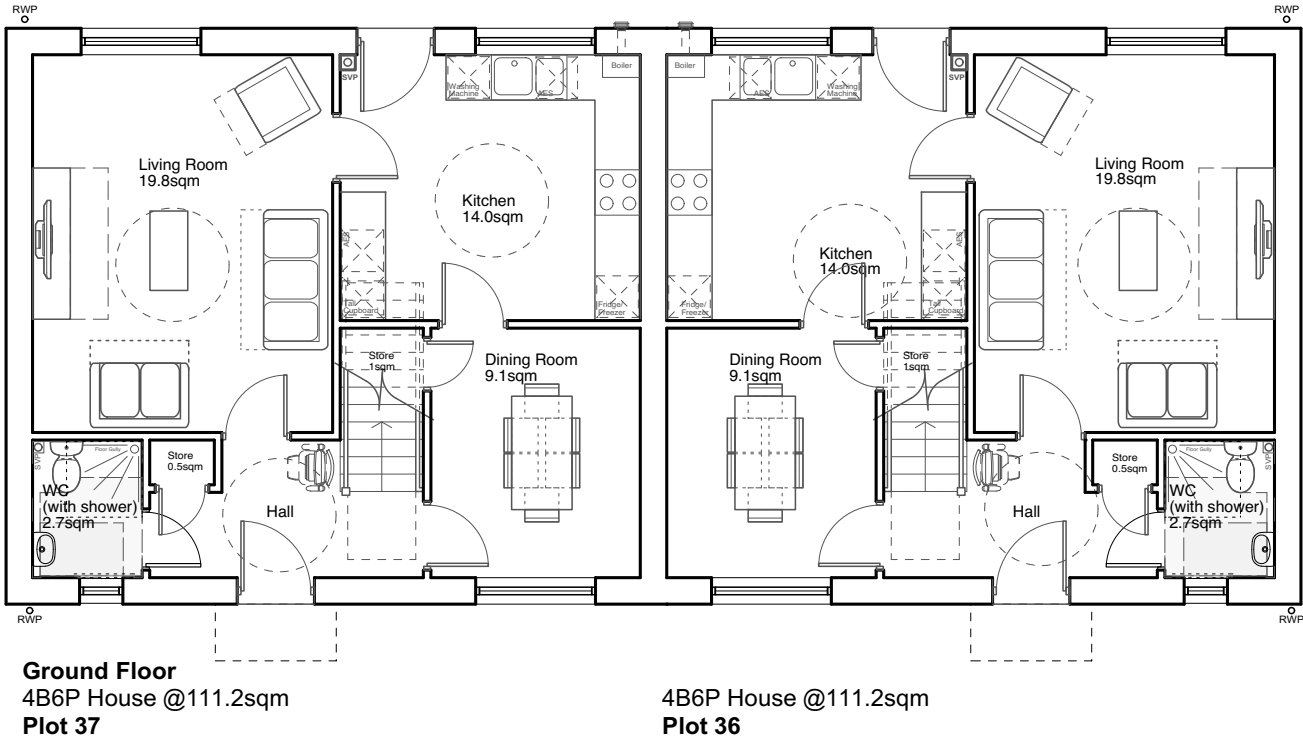 RWP
RWP
Boiler
Boiler
SVP
SVP
Washing
Machine
AES
AES
Washing
Machine
Living Room
19.8sqm
Living Room
19.8sqm
Kitchen
14.0sqm
Kitchen
14.0sqm
AES
AES
Tall
Cupboard
Fridge/
Freezer
Fridge/
Freezer
Tall
Cupboard
Store
1sqm
Dining Room
9.1sqm
Dining Room
9.1sqm
Store
1sqm
SVP
Floor Gully
Store
0.5sqm
Store
0.5sqm
Floor Gully
SVP
WC
(with shower)
2.7sqm
Hall
Hall
WC
(with shower)
2.7sqm
RWP
RWP
Ground Floor
4B6P House @111.2sqm
Plot 37
4B6P House @111.2sqm
Plot 36